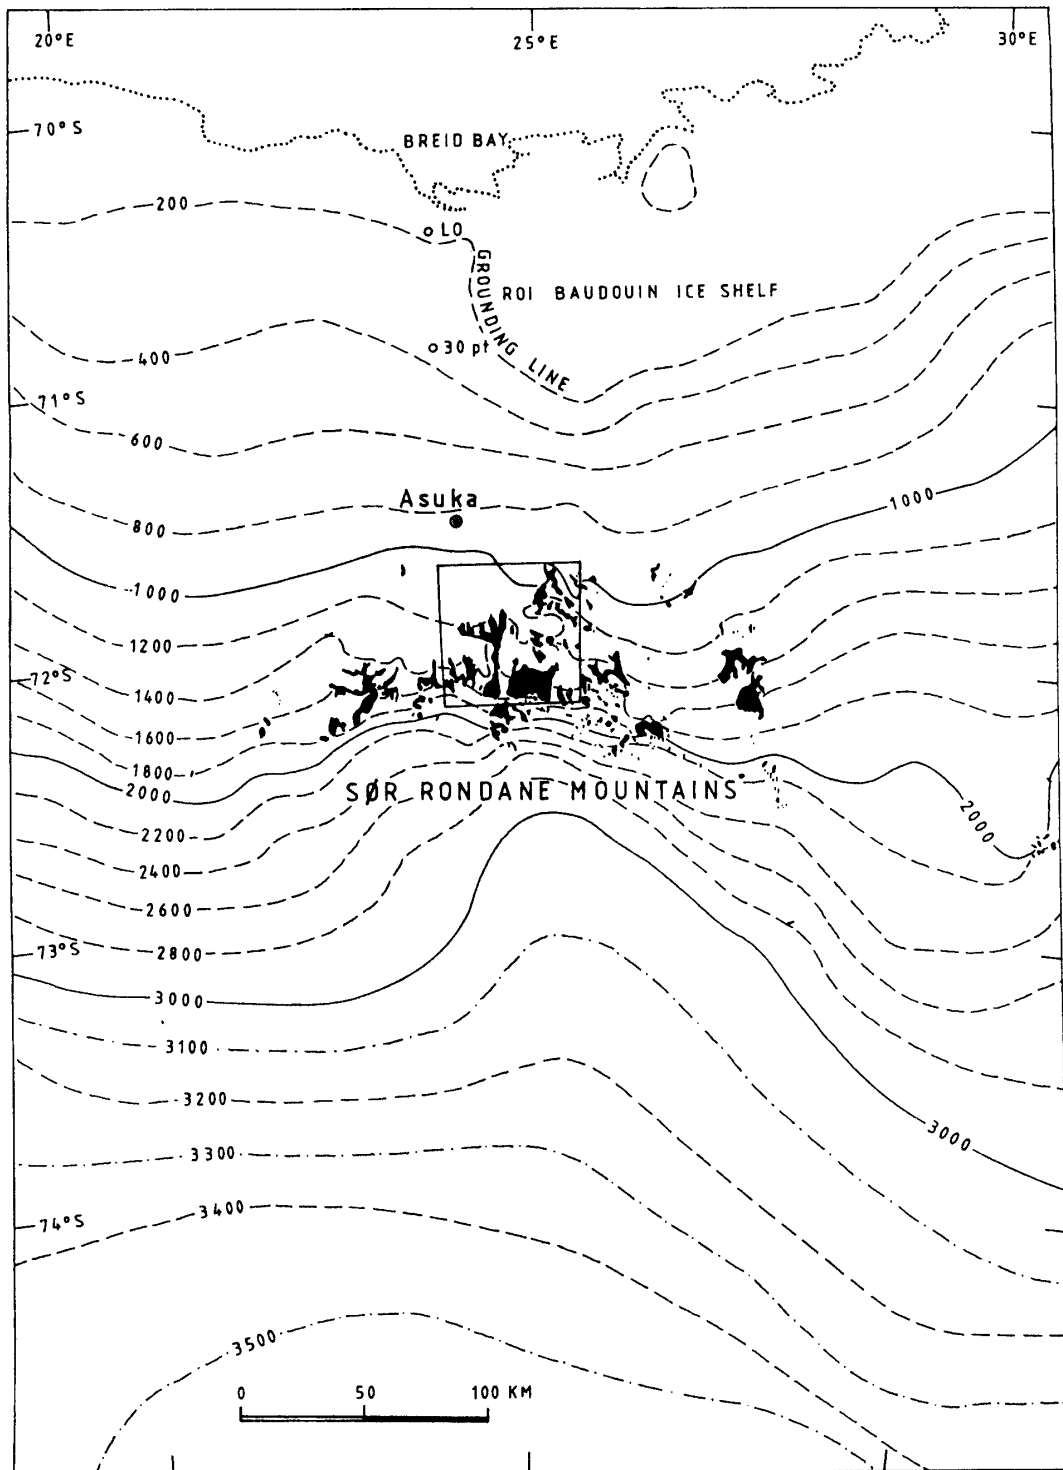 20°E
25°E
30°E
70°S
BREID BAY
200
LO
GROUNDING LINE
ROI BAUDOUIN ICE SHELF
30 pt
400
71°S
600
Asuka
800
1000
1000
1200
72°S
1400
1600
1800
2000
SØR RONDANE MOUNTAINS
2000
2200
2400
2600
2800
73°S
3000
3100
3200
3000
3300
3400
74°S
3500
0 50 100 KM